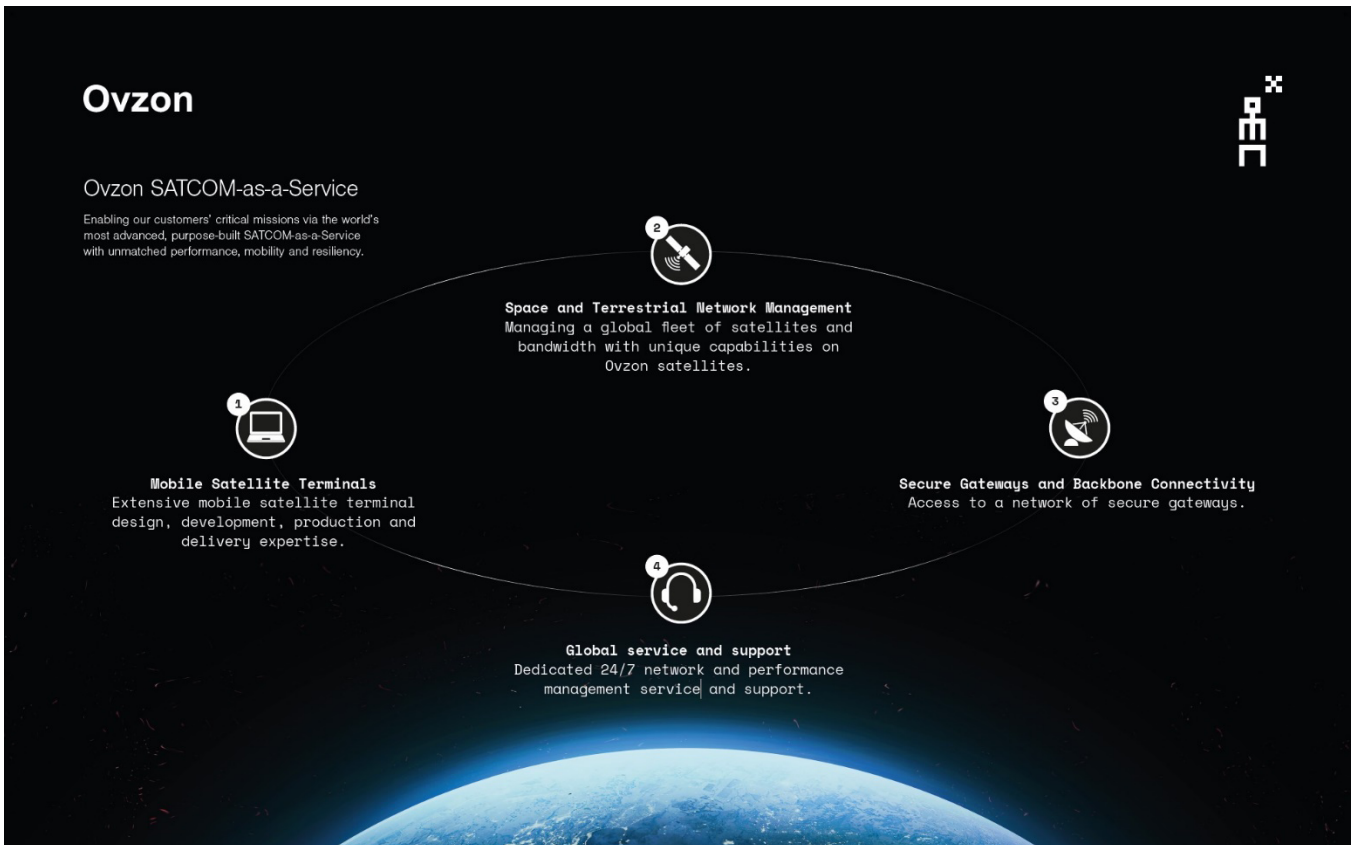 Ovzon
Ovzon SATCOM-as-a-Service
Enabling our customers’ critical missions via the world’s
most advanced, purpose-built SATCOM-as-a-Service
with unmatched performance, mobility and resiliency.
1
Mobile Satellite Terminals
Extensive mobile satellite terminal
design, development, production and
delivery expertise.
2
Space and Terrestrial Network Management
Managing a global fleet of satellites and
bandwidth with unique capabilities on
Ovzon satellites.
3
Secure Gateways and Backbone Connectivity
Access to a network of secure gateways.
4
Global service and support
Dedicated 24/7 network and performance
management service and support.